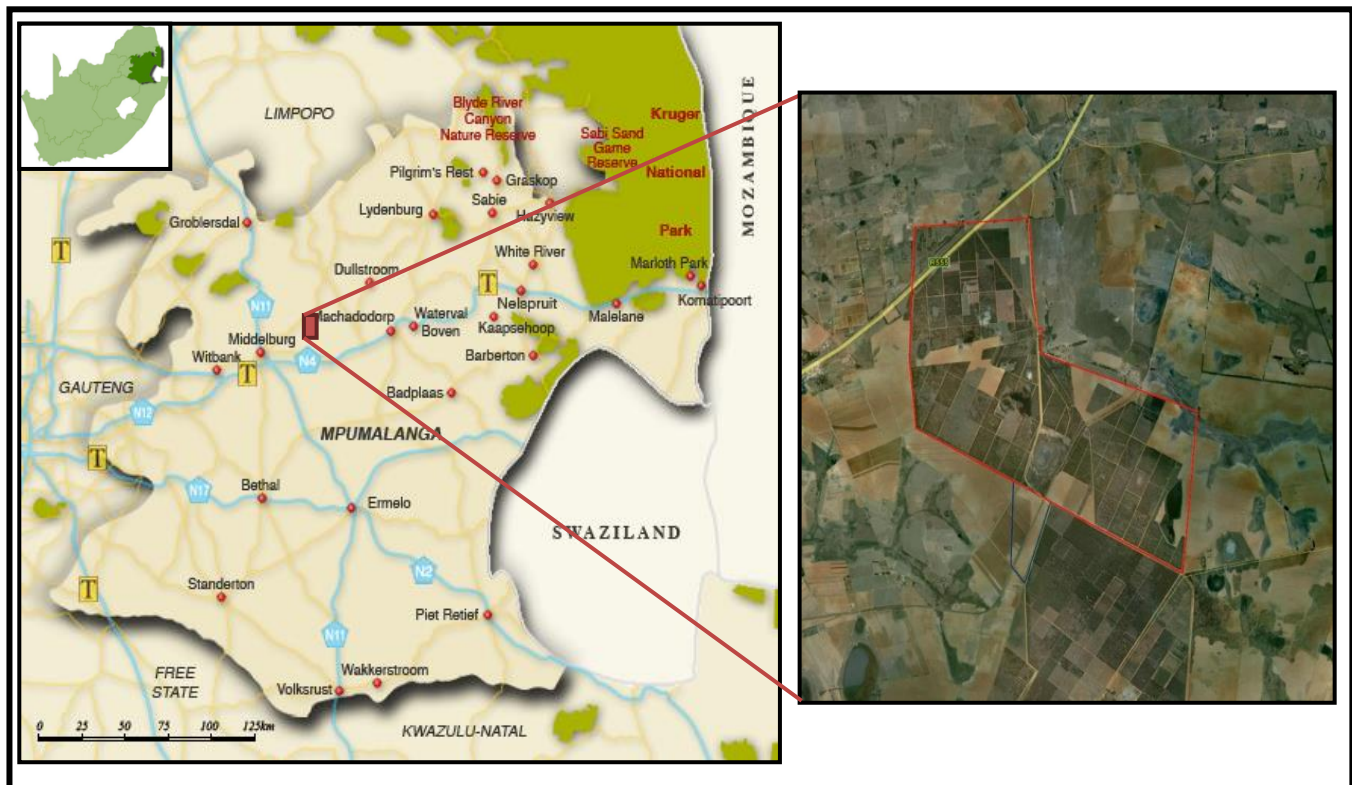 LIMPOPO
Blyde River
Canyon
Nature Reserve
Kruger
Sabi Sand
Game
Reserve
National
Park
MOZAMBIQUE
Pilgrim's Rest
Graskop
Sabie
Hazyview
Lydenburg
Groblersdal
T
White River
Marloth Park
Dullstroom
T
Nelspruit
Komatipoort
Malelane
N11
Machadodorp
Waterval
Boven
Kaapsehoop
Middelburg
Witbank
T
N4
Barberton
GAUTENG
N12
Badplaas
MPUMALANGA
T
N17
Bethal
Ermelo
SWAZILAND
T
Standerton
N2
Piet Retief
N11
FREE
STATE
Wakkerstroom
Volksrust
KWAZULU-NATAL
0 25 50 75 100 125km